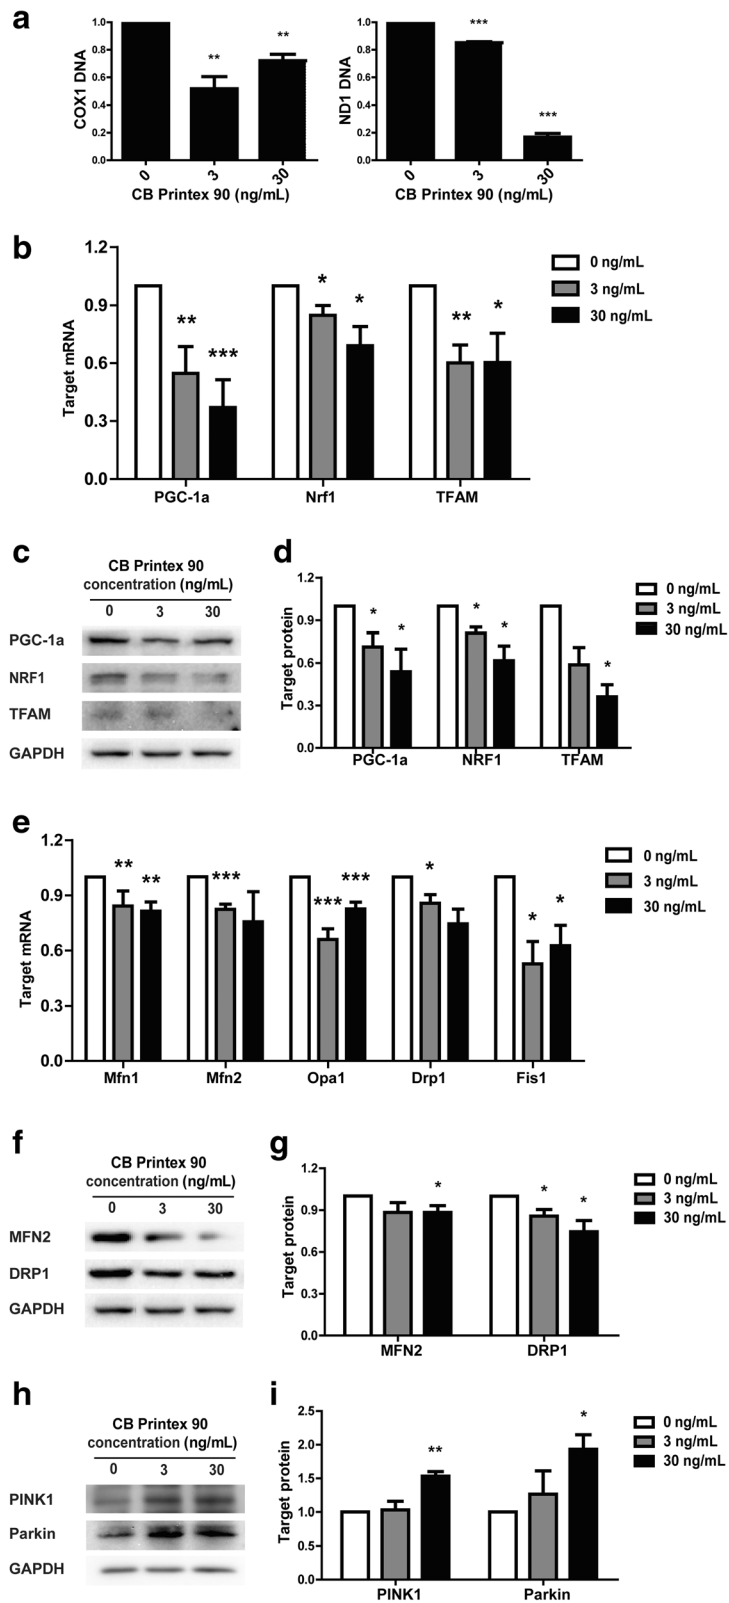 a
COX1 DNA
1.0
0.8
0.6
0.4
0.2
0.0
**
**
0
3
30
CB Printex 90 (ng/mL)
ND1 DNA
1.0
0.8
0.6
0.4
0.2
0.0
***
***
0
3
30
CB Printex 90 (ng/mL)
b
Target mRNA
1.2
0.9
0.6
0.3
0.0
**
***
*
*
**
*
PGC-1a
Nrf1
TFAM
0 ng/mL
3 ng/mL
30 ng/mL
c
CB Printex 90
concentration (ng/mL)
0 3 30
PGC-1a
NRF1
TFAM
GAPDH
d
Target protein
1.2
0.9
0.6
0.3
0.0
*
*
*
*
*
PGC-1a
NRF1
TFAM
0 ng/mL
3 ng/mL
30 ng/mL
e
Target mRNA
1.2
0.9
0.6
0.3
0.0
**
**
***
***
***
*
*
*
Mfn1
Mfn2
Opa1
Drp1
Fis1
0 ng/mL
3 ng/mL
30 ng/mL
f
CB Printex 90
concentration (ng/mL)
0 3 30
MFN2
DRP1
GAPDH
g
Target protein
1.2
0.9
0.6
0.3
0.0
*
*
*
MFN2
DRP1
0 ng/mL
3 ng/mL
30 ng/mL
h
CB Printex 90
concentration (ng/mL)
0 3 30
PINK1
Parkin
GAPDH
i
Target protein
2.5
2.0
1.5
1.0
0.5
0.0
**
*
PINK1
Parkin
0 ng/mL
3 ng/mL
30 ng/mL